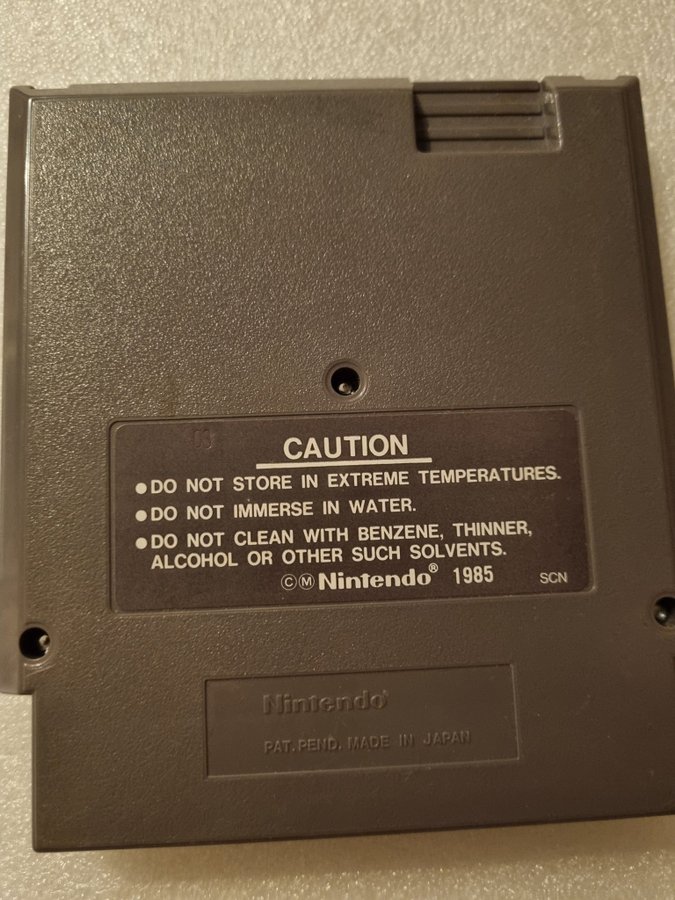 CAUTION
●DO NOT STORE IN EXTREME TEMPERATURES.
●DO NOT IMMERSE IN WATER.
●DO NOT CLEAN WITH BENZENE, THINNER,
ALCOHOL OR OTHER SUCH SOLVENTS.
©Ⓜ Nintendo® 1985 SCN
Nintendo®
PAT. PEND. MADE IN JAPAN